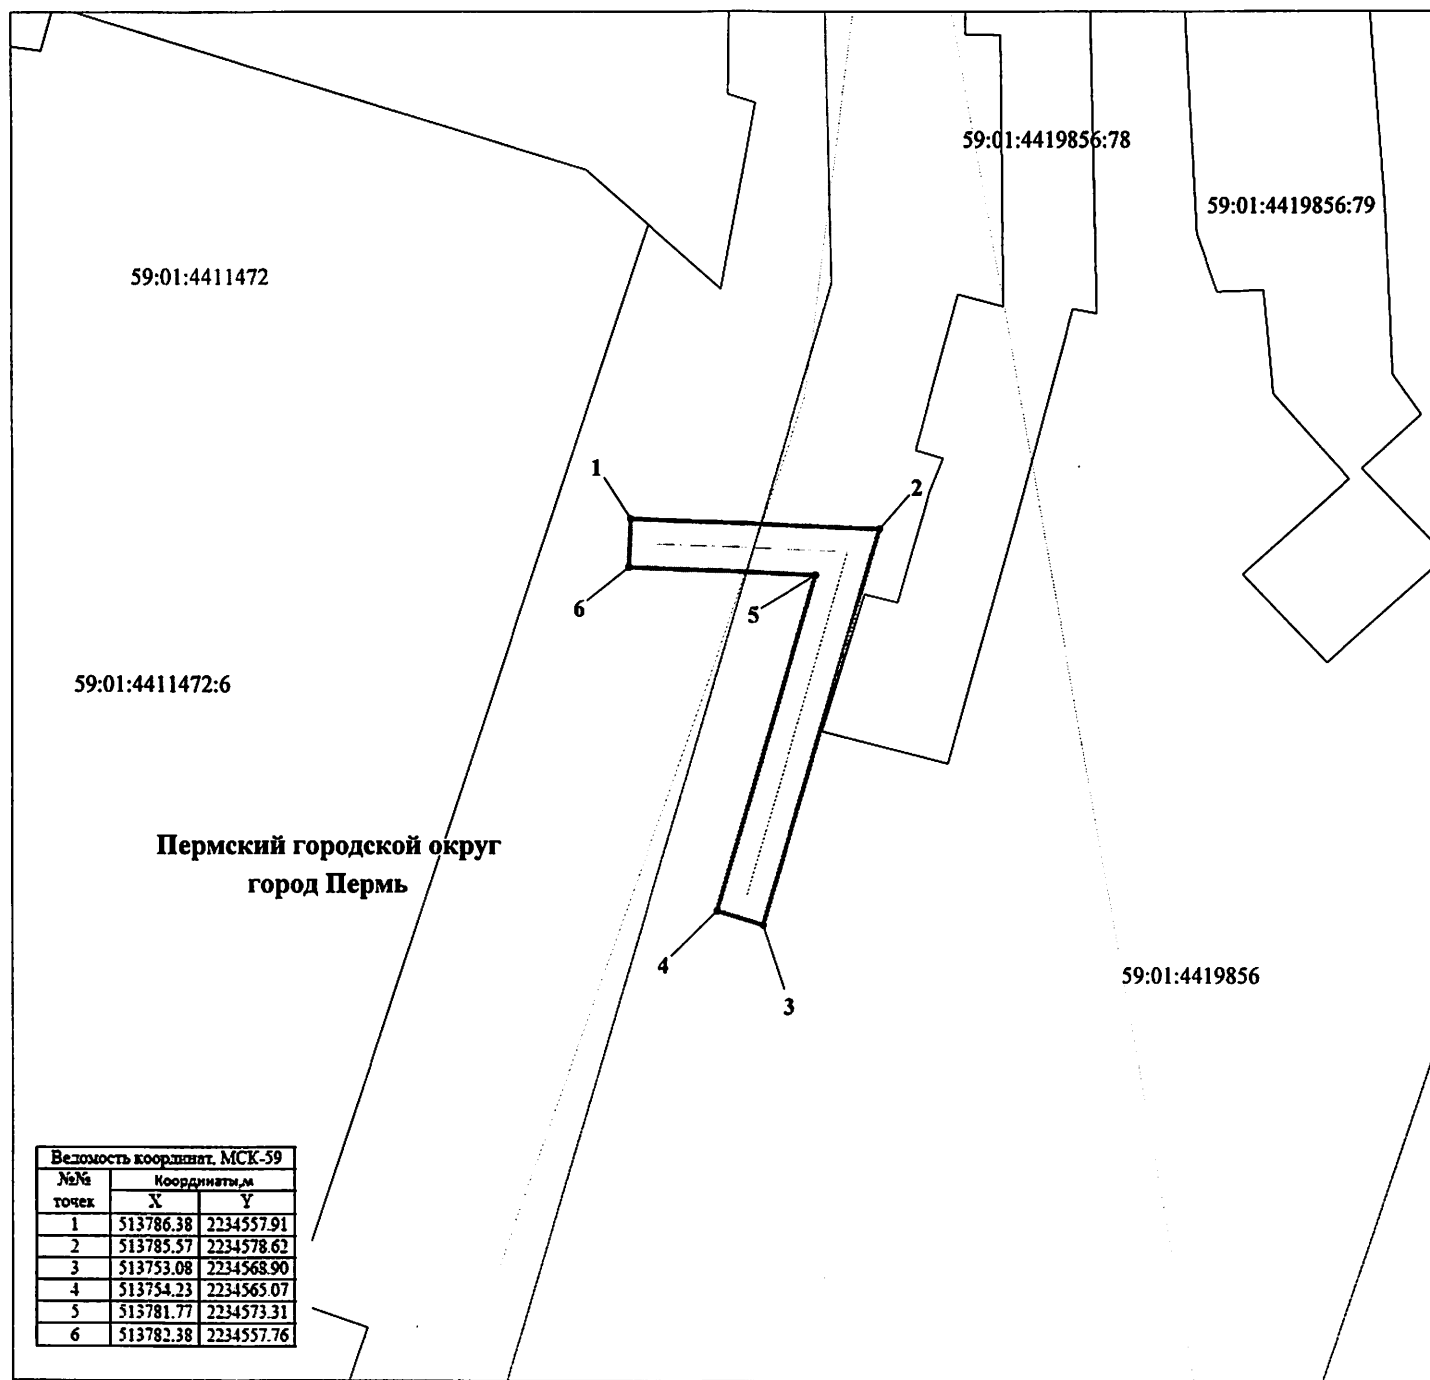 59:01:4419856:78
59:01:4419856:79
59:01:4411472
1
2
6
5
59:01:4411472:6
Пермский городской округ
город Пермь
4
3
59:01:4419856
Ведомость координат, МСК-59
№№ точек Координаты,м
X Y
1 513786.38 2234557.91
2 513785.57 2234578.62
3 513753.08 2234568.90
4 513754.23 2234565.07
5 513781.77 2234573.31
6 513782.38 2234557.76